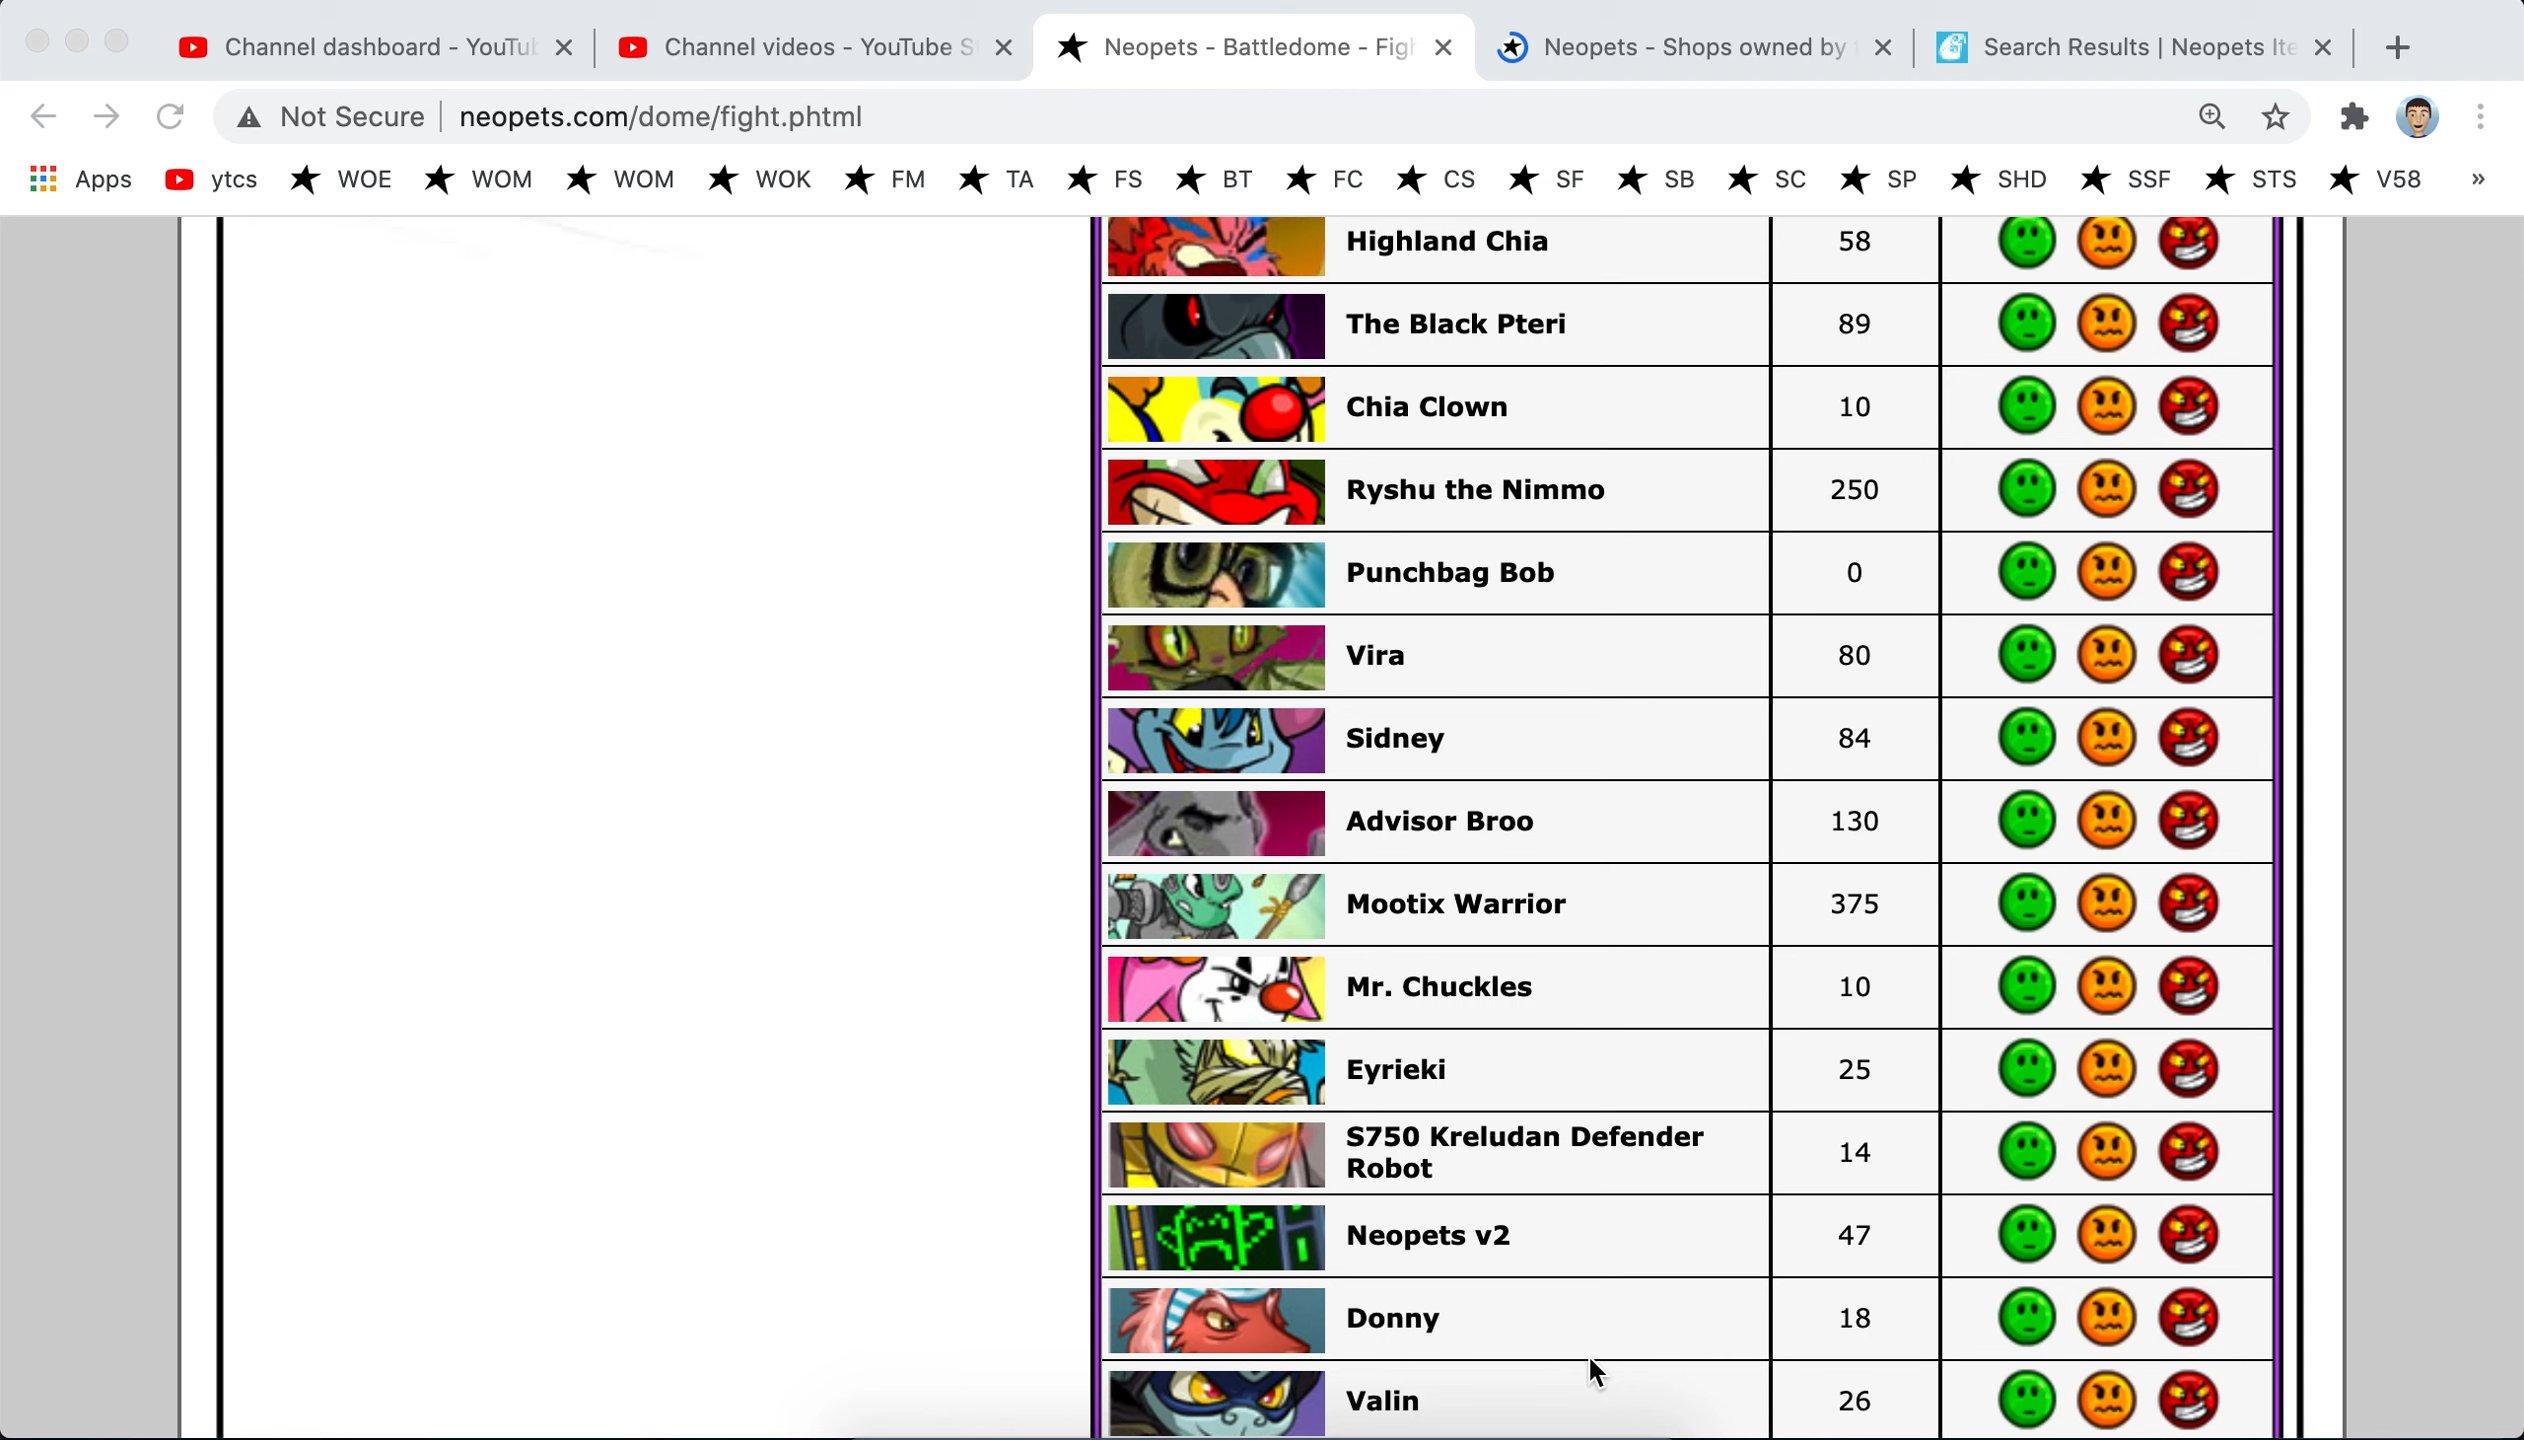 Channel dashboard - YouTub
Channel videos - YouTube S
Neopets - Battledome - Figh
Neopets - Shops owned by
Search Results | Neopets Ite
Not Secure
neopets.com/dome/fight.phtml
Apps ytcs WOE WOM WOM WOK FM TA FS BT FC CS SF SB SC SP SHD SSF STS V58 »
Highland Chia 58
The Black Pteri 89
Chia Clown 10
Ryshu the Nimmo 250
Punchbag Bob 0
Vira 80
Sidney 84
Advisor Broo 130
Mootix Warrior 375
Mr. Chuckles 10
Eyrieki 25
S750 Kreludan Defender
Robot 14
Neopets v2 47
Donny 18
Valin 26